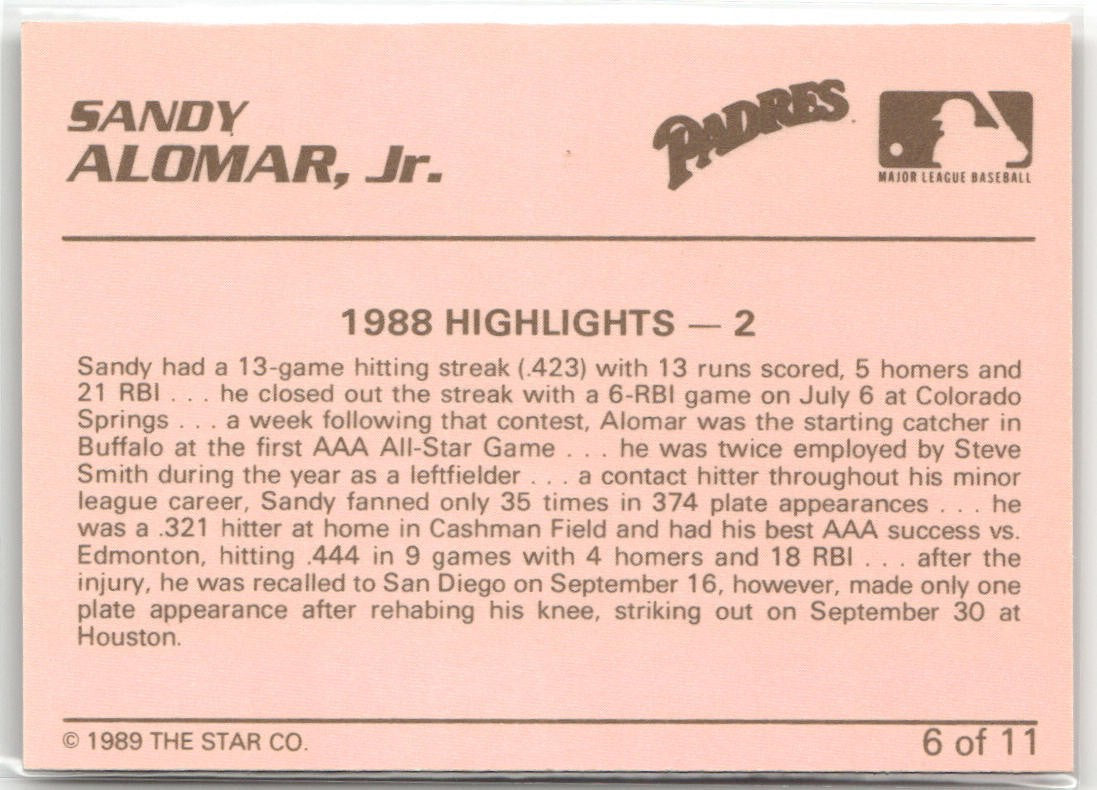 SANDY
ALOMAR, Jr.
PADRES
MAJOR LEAGUE BASEBALL
1988 HIGHLIGHTS — 2
Sandy had a 13-game hitting streak (.423) with 13 runs scored, 5 homers and
21 RBI . . . he closed out the streak with a 6-RBI game on July 6 at Colorado
Springs . . . a week following that contest, Alomar was the starting catcher in
Buffalo at the first AAA All-Star Game . . . he was twice employed by Steve
Smith during the year as a leftfielder . . . a contact hitter throughout his minor
league career, Sandy fanned only 35 times in 374 plate appearances . . . he
was a .321 hitter at home in Cashman Field and had his best AAA success vs.
Edmonton, hitting .444 in 9 games with 4 homers and 18 RBI . . . after the
injury, he was recalled to San Diego on September 16, however, made only one
plate appearance after rehabing his knee, striking out on September 30 at
Houston.
© 1989 THE STAR CO.
6 of 11